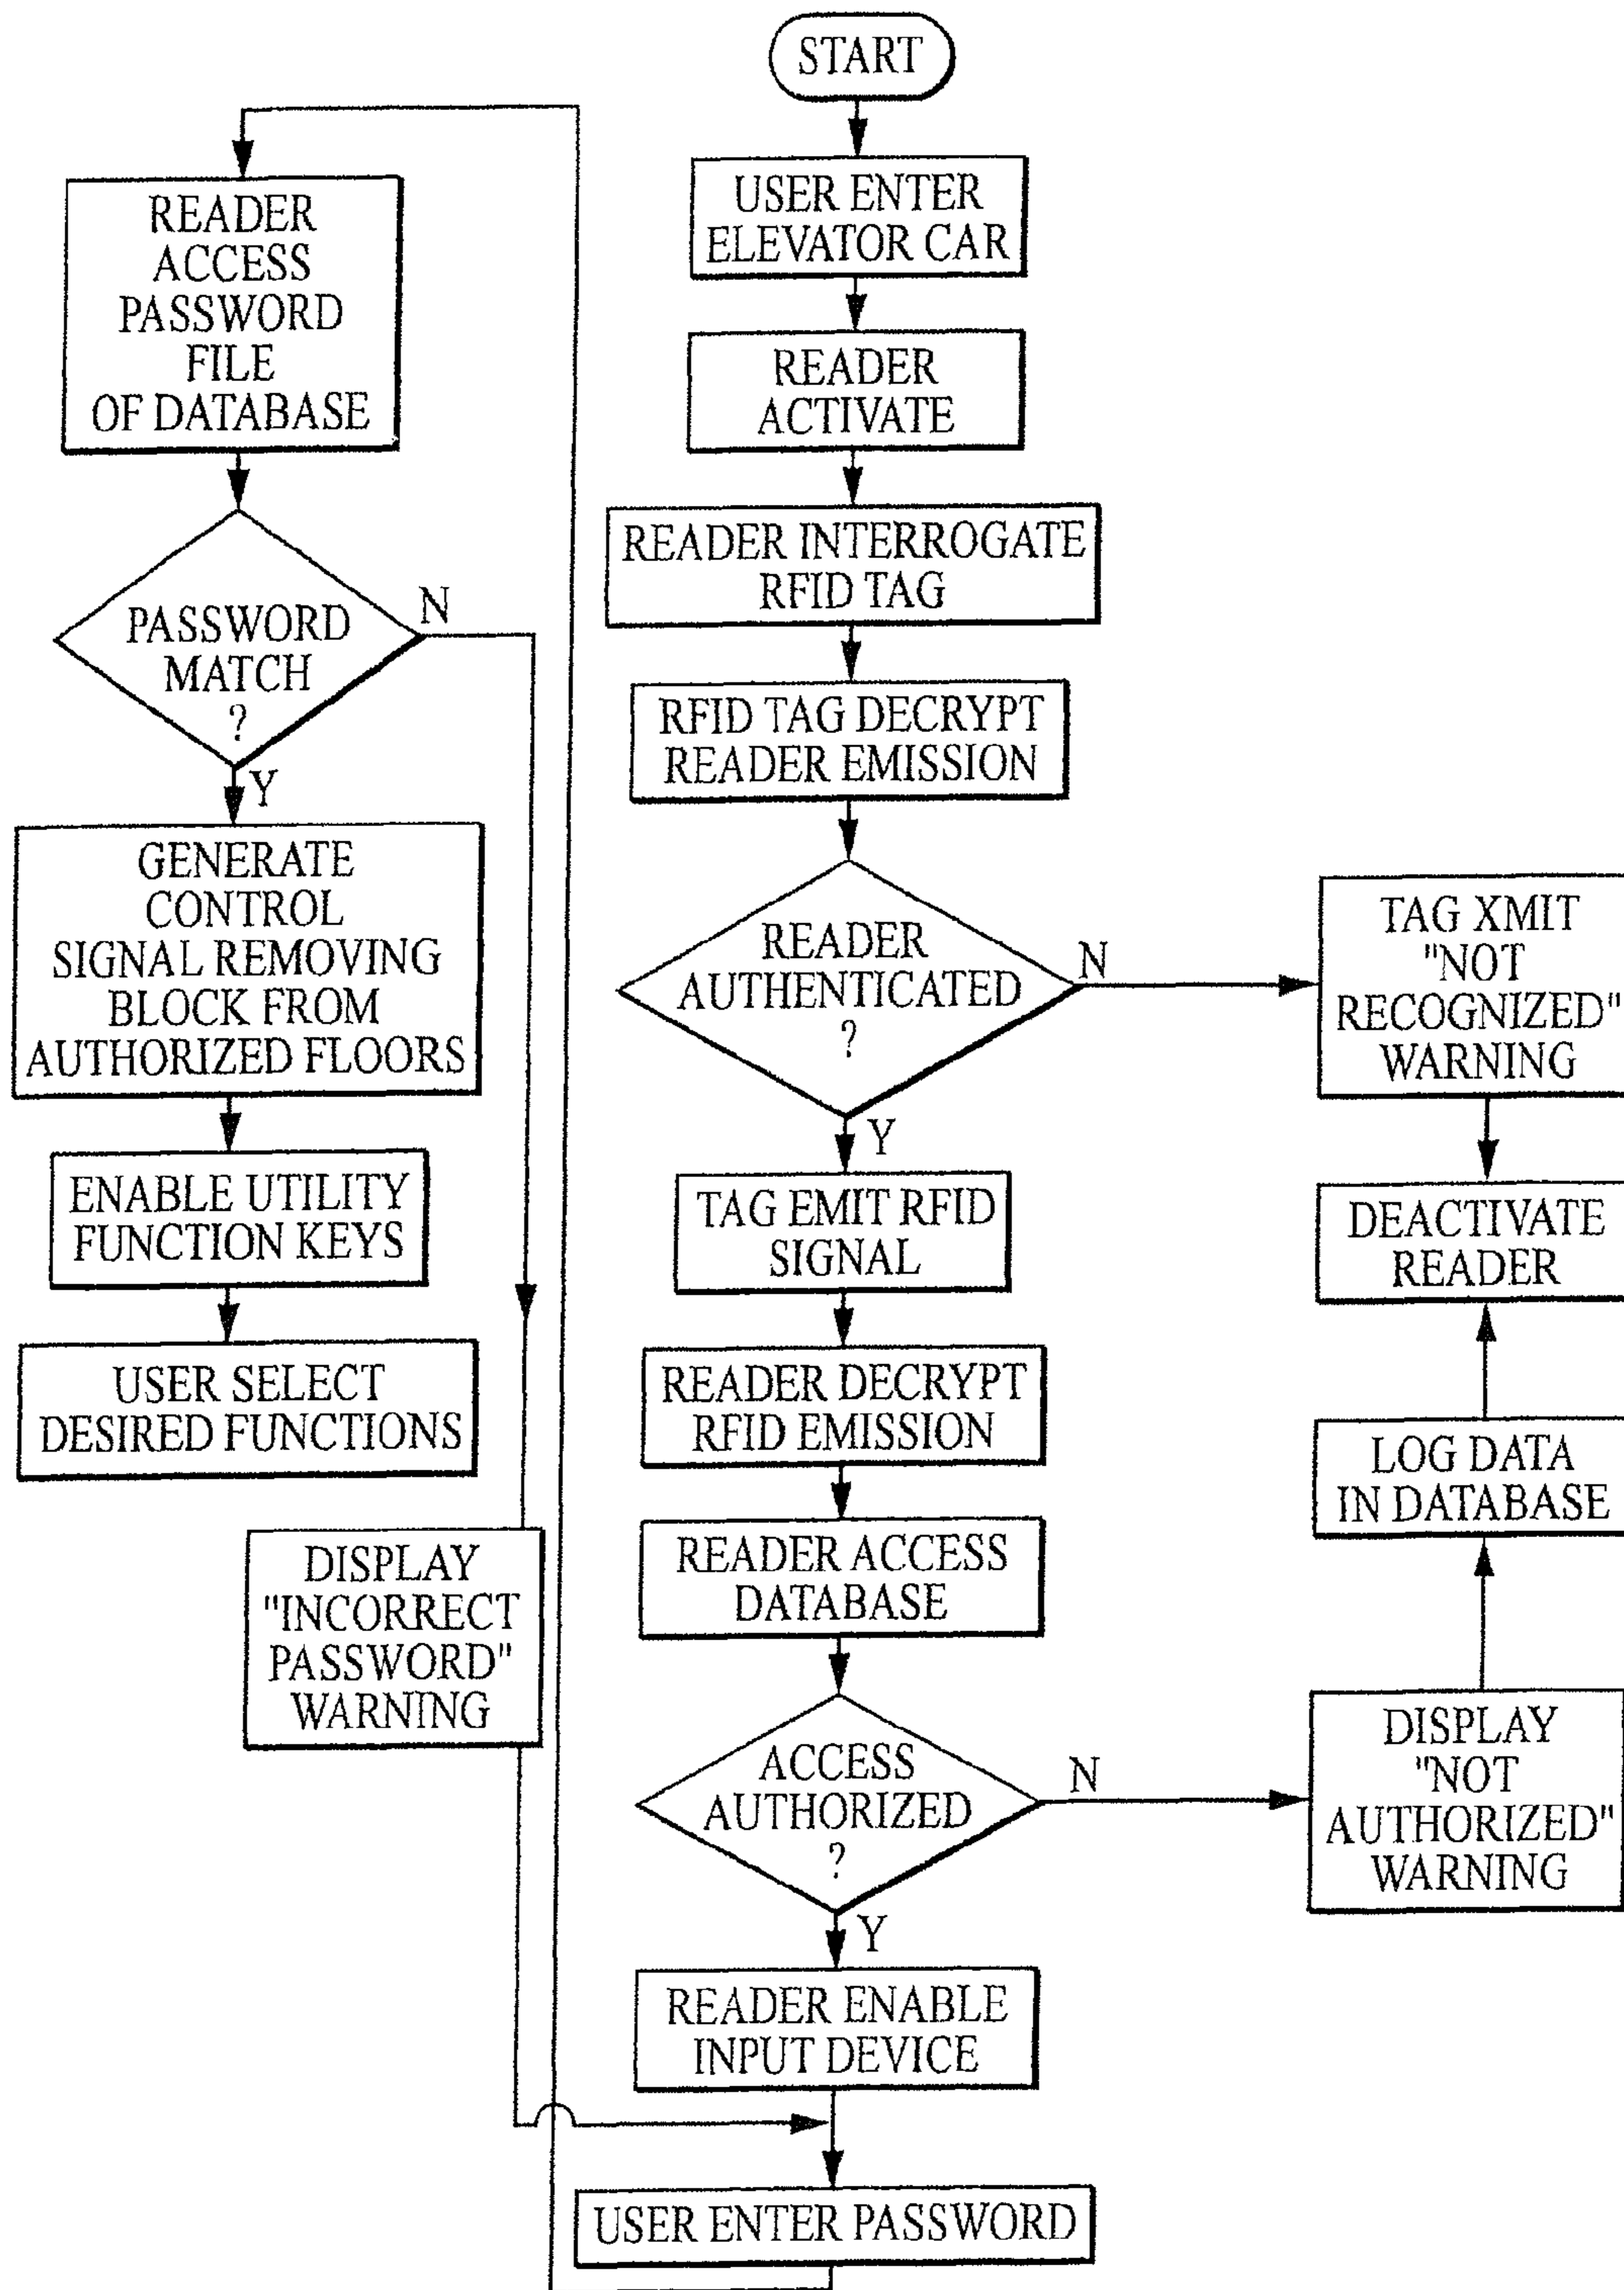 START
USER ENTER
ELEVATOR CAR
READER
ACTIVATE
READER INTERROGATE
RFID TAG
RFID TAG DECRYPT
READER EMISSION
READER
AUTHENTICATED
?
N
Y
TAG XMIT
"NOT
RECOGNIZED"
WARNING
DEACTIVATE
READER
TAG EMIT RFID
SIGNAL
READER DECRYPT
RFID EMISSION
READER ACCESS
DATABASE
ACCESS
AUTHORIZED
?
N
Y
DISPLAY
"NOT
AUTHORIZED"
WARNING
LOG DATA
IN DATABASE
READER ENABLE
INPUT DEVICE
USER ENTER PASSWORD
READER
ACCESS
PASSWORD
FILE
OF DATABASE
PASSWORD
MATCH
?
N
Y
GENERATE
CONTROL
SIGNAL REMOVING
BLOCK FROM
AUTHORIZED FLOORS
ENABLE UTILITY
FUNCTION KEYS
USER SELECT
DESIRED FUNCTIONS
DISPLAY
"INCORRECT
PASSWORD"
WARNING